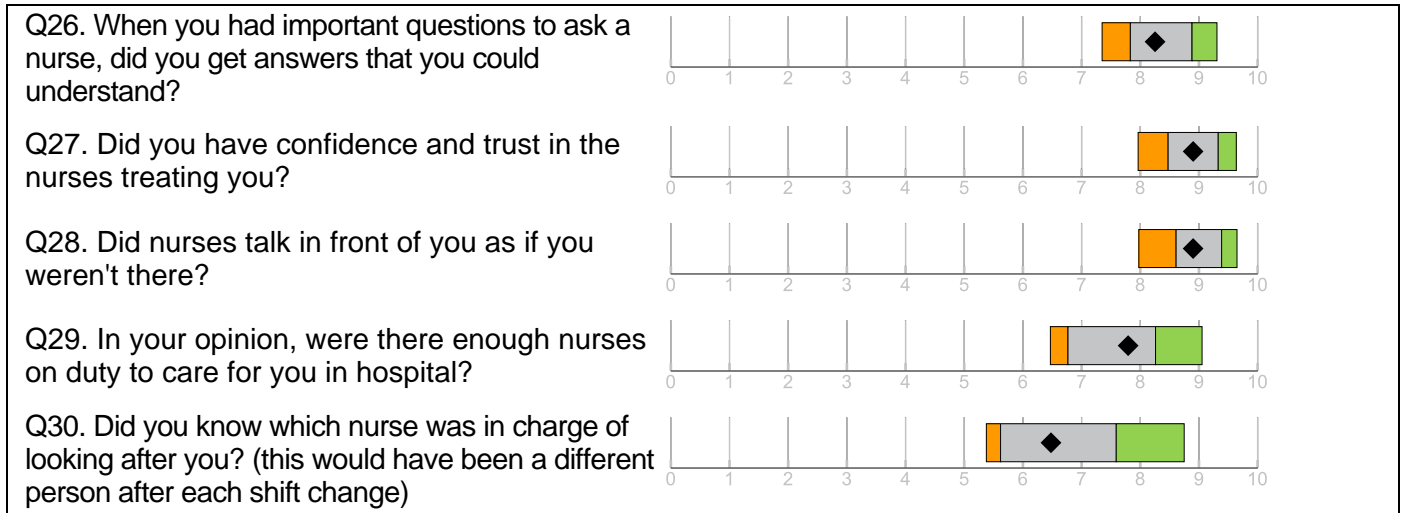 Q26. When you had important questions to ask a
nurse, did you get answers that you could
understand?
0 1 2 3 4 5 6 7 8 9 10
Q27. Did you have confidence and trust in the
nurses treating you?
0 1 2 3 4 5 6 7 8 9 10
Q28. Did nurses talk in front of you as if you
weren't there?
0 1 2 3 4 5 6 7 8 9 10
Q29. In your opinion, were there enough nurses
on duty to care for you in hospital?
0 1 2 3 4 5 6 7 8 9 10
Q30. Did you know which nurse was in charge of
looking after you? (this would have been a different
person after each shift change)
0 1 2 3 4 5 6 7 8 9 10